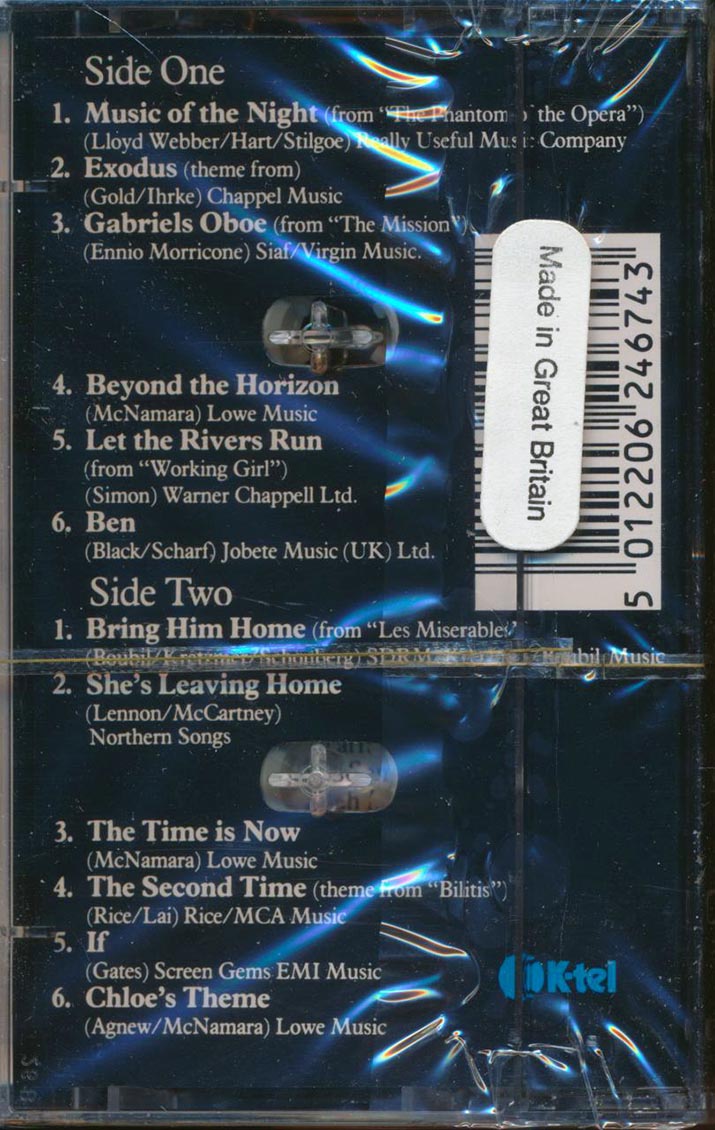 Side One
1. Music of the Night (from "The Phantom of the Opera")
(Lloyd Webber/Hart/Stilgoe) Really Useful Music Company
2. Exodus (theme from)
(Gold/Ihrke) Chappel Music
3. Gabriels Oboe (from "The Mission")
(Ennio Morricone) Siaf/Virgin Music.
4. Beyond the Horizon
(McNamara) Lowe Music
5. Let the Rivers Run
(from "Working Girl")
(Simon) Warner Chappell Ltd.
6. Ben
(Black/Scharf) Jobete Music (UK) Ltd.
Made in Great Britain
5 012206 246743
Side Two
1. Bring Him Home (from "Les Miserables"
(Boubil/Kretzmer/Schonberg) Boubil Music
2. She's Leaving Home
(Lennon/McCartney)
Northern Songs
3. The Time is Now
(McNamara) Lowe Music
4. The Second Time (theme from "Bilitis")
(Rice/Lai) Rice/MCA Music
5. If
(Gates) Screen Gems EMI Music
6. Chloe's Theme
(Agnew/McNamara) Lowe Music
K-tel